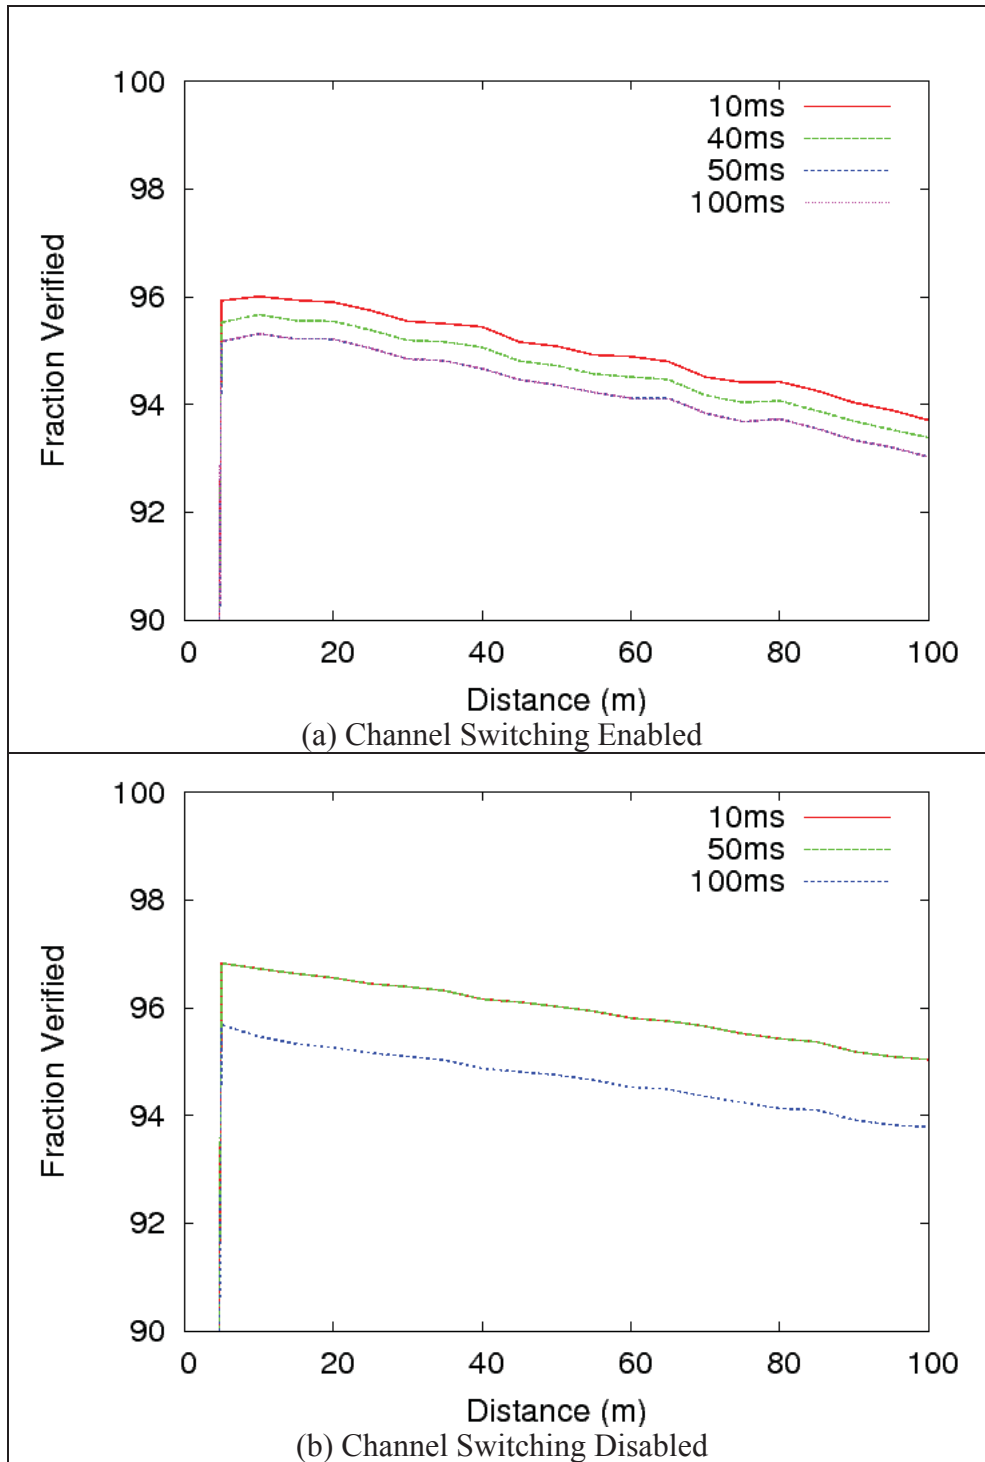 100
98
96
94
92
90
Fraction Verified
10ms
40ms
50ms
100ms
0 20 40 60 80 100
Distance (m)
(a) Channel Switching Enabled
100
98
96
94
92
90
Fraction Verified
10ms
50ms
100ms
0 20 40 60 80 100
Distance (m)
(b) Channel Switching Disabled